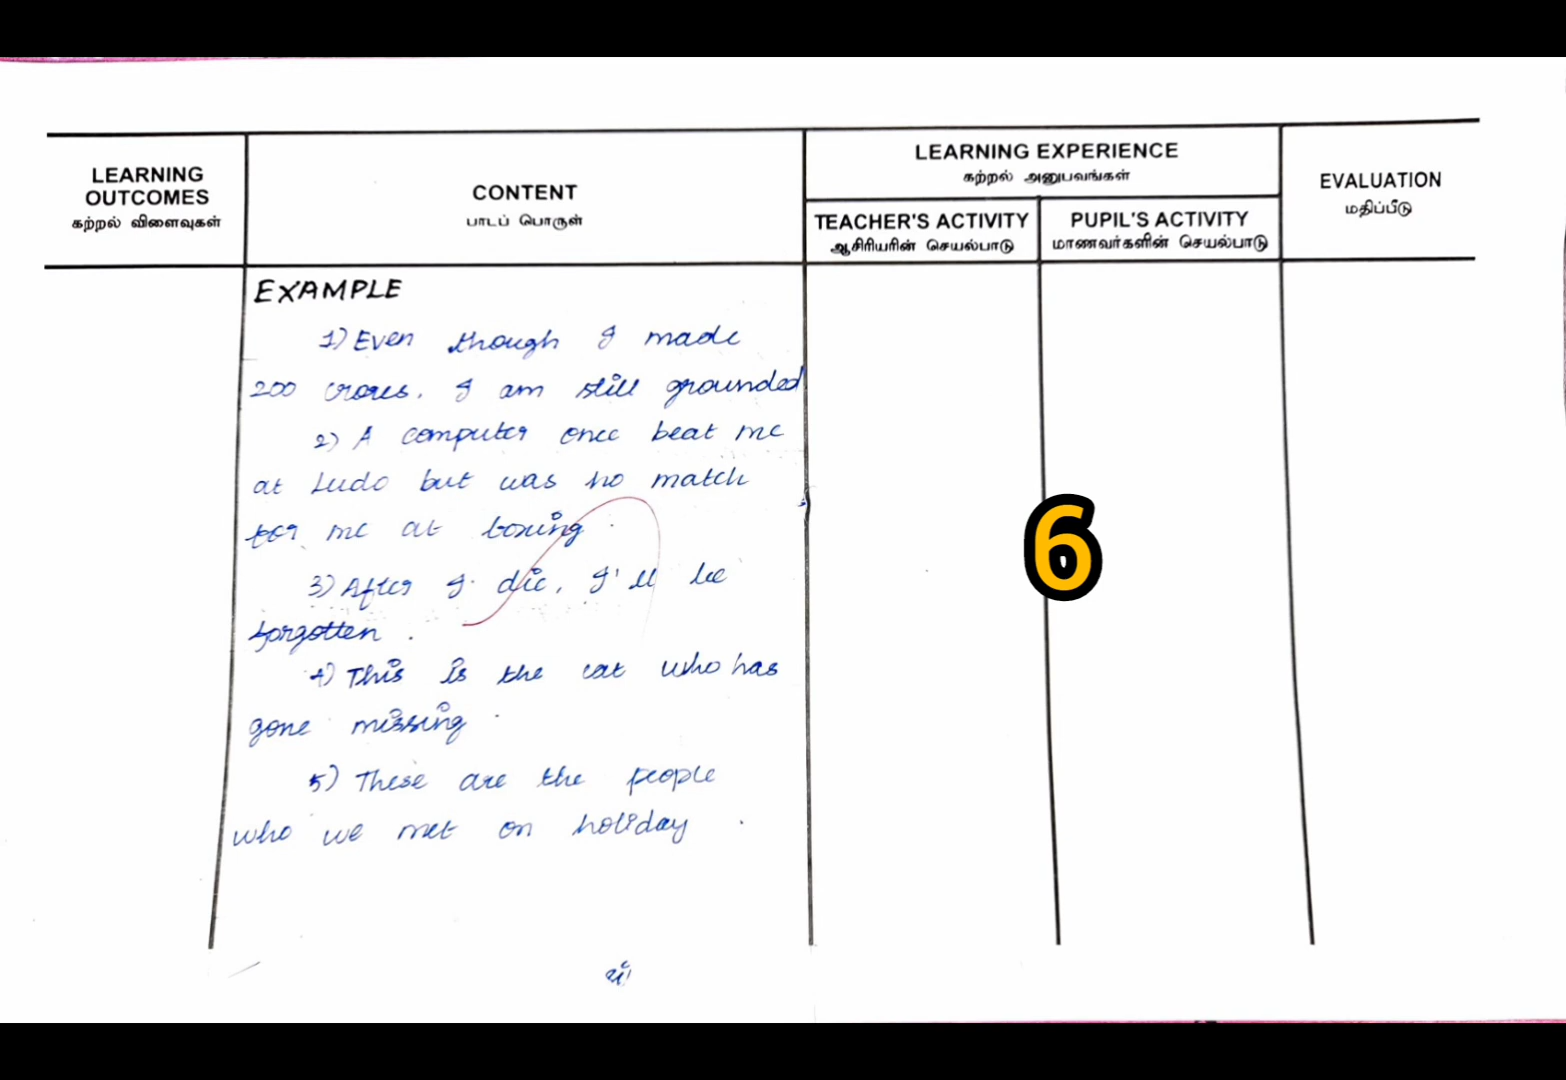 LEARNING
OUTCOMES
கற்றல் விளைவுகள்
CONTENT
பாடப் பொருள்
LEARNING EXPERIENCE
கற்றல் அனுபவங்கள்
TEACHER'S ACTIVITY
ஆசிரியரின் செயல்பாடு
PUPIL'S ACTIVITY
மாணவர்களின் செயல்பாடு
EVALUATION
மதிப்பீடு
EXAMPLE
1) Even though I made
200 crores. I am still grounded
2) A computer once beat me
at Ludo but was no match
for me at boxing.
3) After I die, I'll be
forgotten.
4) This is the cat who has
gone missing.
5) These are the people
who we met on holiday.
6